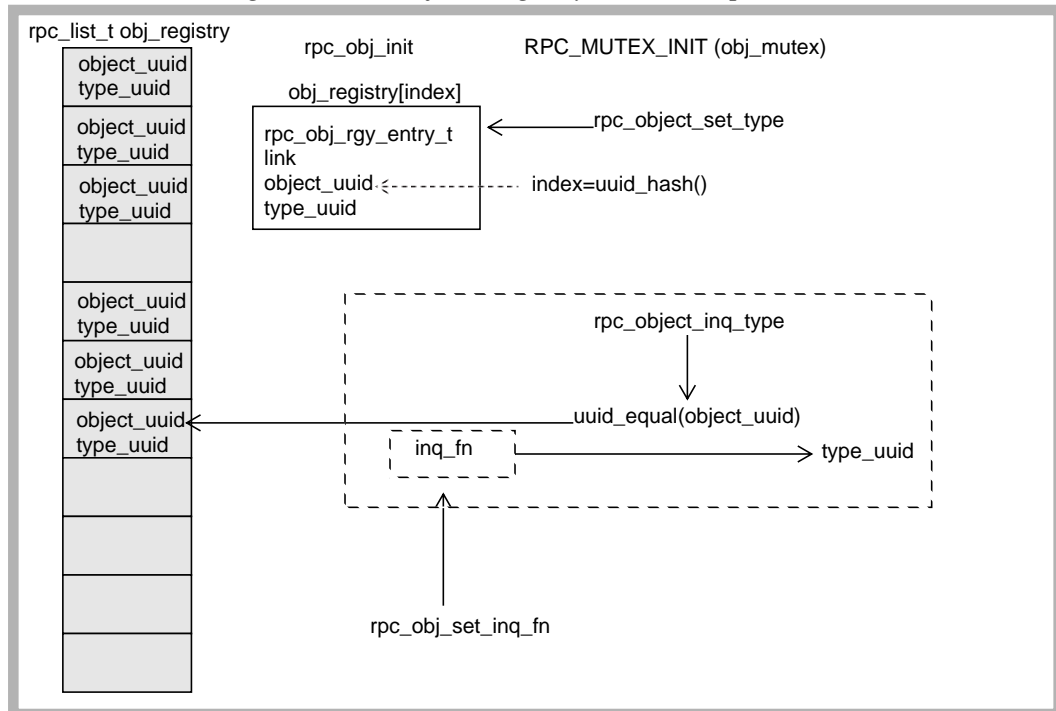 rpc_list_t obj_registry
object_uuid
type_uuid
object_uuid
type_uuid
object_uuid
type_uuid
object_uuid
type_uuid
object_uuid
type_uuid
object_uuid
type_uuid
rpc_obj_init
RPC_MUTEX_INIT (obj_mutex)
obj_registry[index]
rpc_obj_rgy_entry_t
link
object_uuid
type_uuid
rpc_object_set_type
index=uuid_hash()
rpc_object_inq_type
uuid_equal(object_uuid)
inq_fn
type_uuid
rpc_obj_set_inq_fn